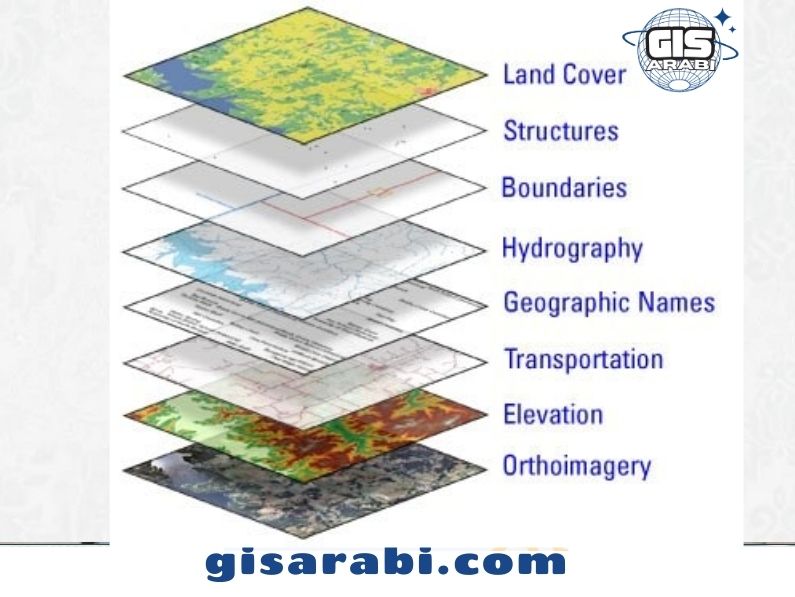 GIS
ARABI
Land Cover
Structures
Boundaries
Hydrography
Geographic Names
Transportation
Elevation
Orthoimagery
gisarabi.com